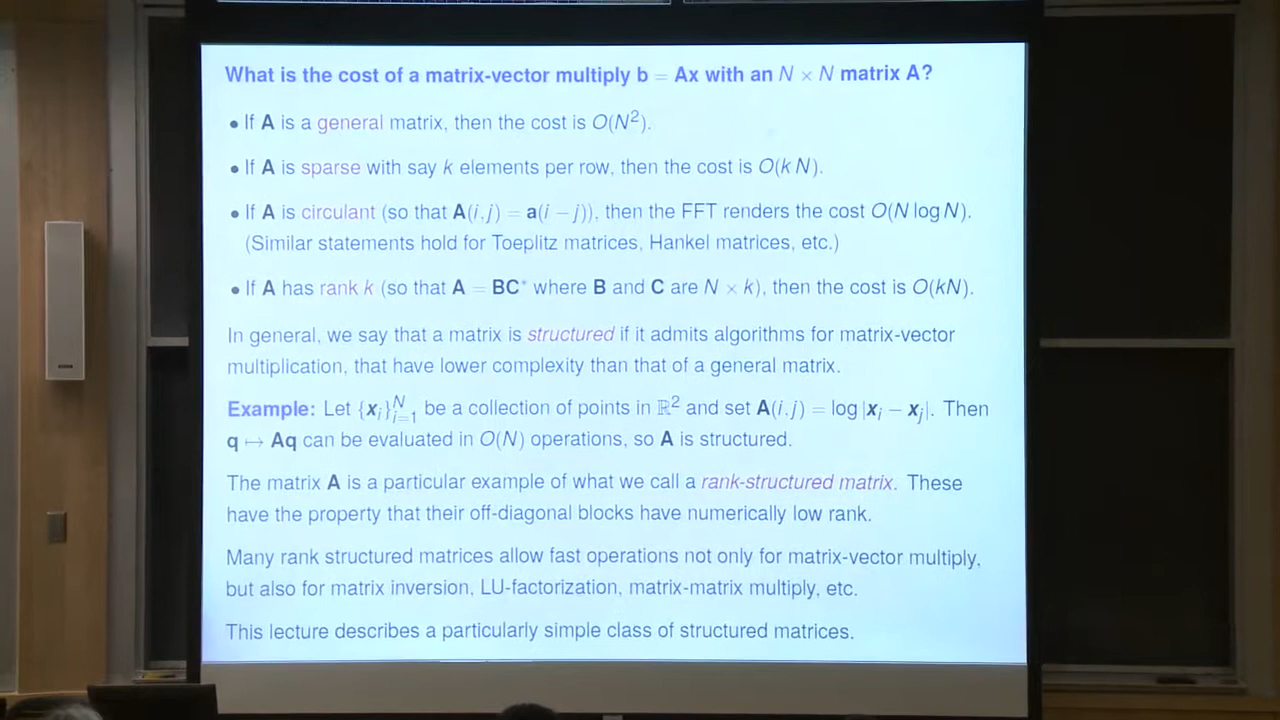 What is the cost of a matrix-vector multiply b = Ax with an N × N matrix A?
• If A is a general matrix, then the cost is O(N²).
• If A is sparse with say k elements per row, then the cost is O(k N).
• If A is circulant (so that A(i,j) = a(i − j)), then the FFT renders the cost O(N log N).
(Similar statements hold for Toeplitz matrices, Hankel matrices, etc.)
• If A has rank k (so that A = BC* where B and C are N × k), then the cost is O(kN).
In general, we say that a matrix is structured if it admits algorithms for matrix-vector
multiplication, that have lower complexity than that of a general matrix.
Example: Let {xᵢ}ᵢ₌₁ᴺ be a collection of points in ℝ² and set A(i,j) = log |xᵢ − xⱼ|. Then
q ↦ Aq can be evaluated in O(N) operations, so A is structured.
The matrix A is a particular example of what we call a rank-structured matrix. These
have the property that their off-diagonal blocks have numerically low rank.
Many rank structured matrices allow fast operations not only for matrix-vector multiply,
but also for matrix inversion, LU-factorization, matrix-matrix multiply, etc.
This lecture describes a particularly simple class of structured matrices.